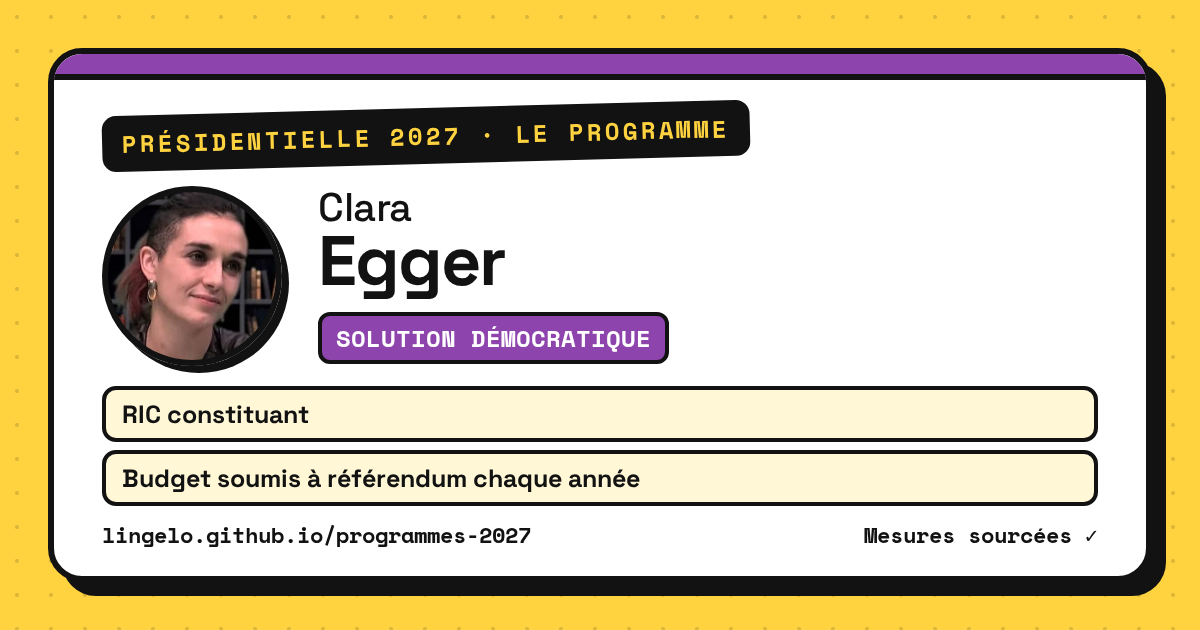 PRÉSIDENTIELLE 2027 · LE PROGRAMME
Clara
Egger
SOLUTION DÉMOCRATIQUE
RIC constituant
Budget soumis à référendum chaque année
lingelo.github.io/programmes-2027
Mesures sourcées ✓